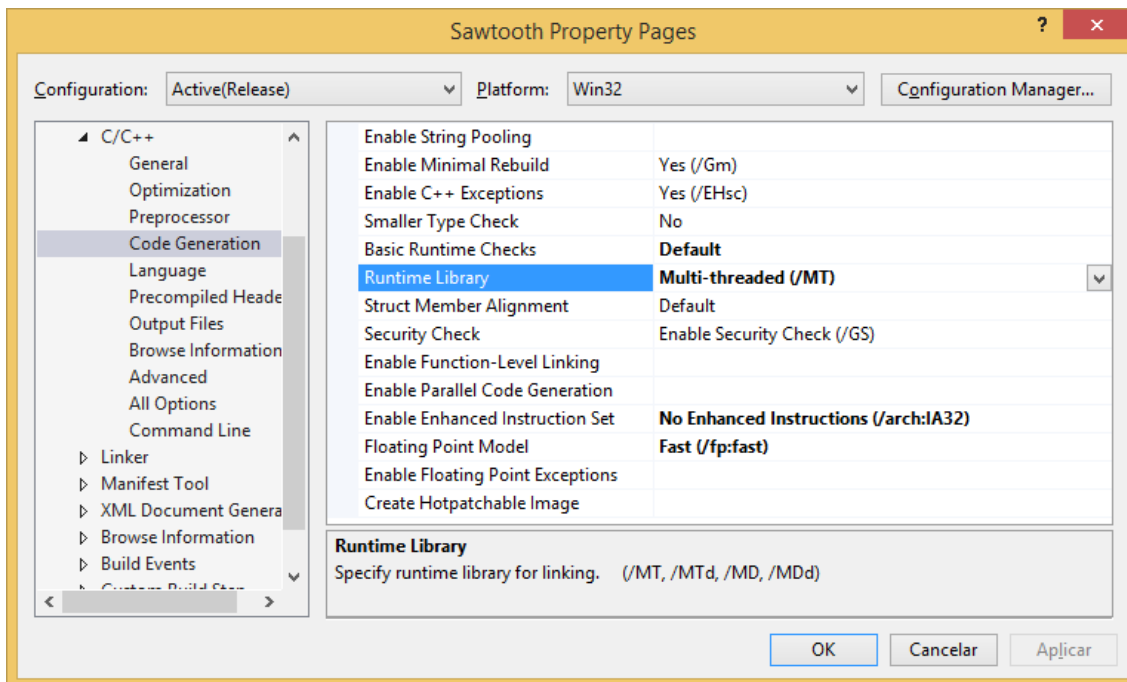 Sawtooth Property Pages
?
Configuration: Active(Release) Platform: Win32 Configuration Manager...
C/C++
General
Optimization
Preprocessor
Code Generation
Language
Precompiled Heade
Output Files
Browse Information
Advanced
All Options
Command Line
Linker
Manifest Tool
XML Document Genera
Browse Information
Build Events
Custom Build Step
Enable String Pooling
Enable Minimal Rebuild Yes (/Gm)
Enable C++ Exceptions Yes (/EHsc)
Smaller Type Check No
Basic Runtime Checks Default
Runtime Library Multi-threaded (/MT)
Struct Member Alignment Default
Security Check Enable Security Check (/GS)
Enable Function-Level Linking
Enable Parallel Code Generation
Enable Enhanced Instruction Set No Enhanced Instructions (/arch:IA32)
Floating Point Model Fast (/fp:fast)
Enable Floating Point Exceptions
Create Hotpatchable Image
Runtime Library
Specify runtime library for linking. (/MT, /MTd, /MD, /MDd)
OK Cancelar Aplicar